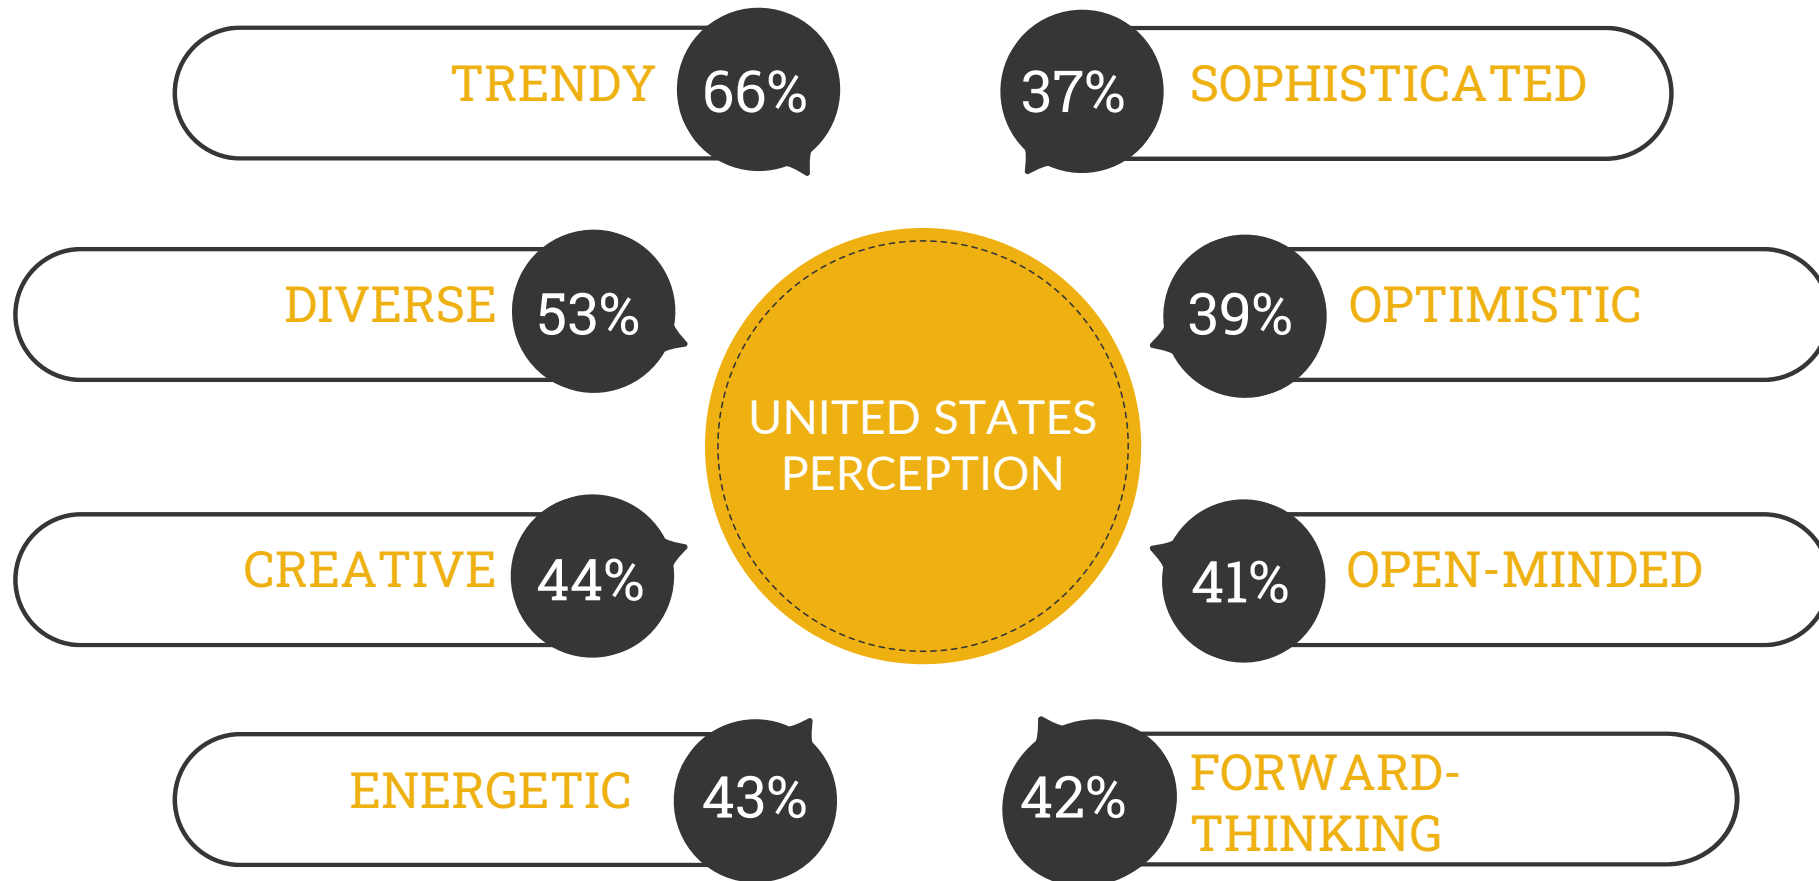 TRENDY 66%
37% SOPHISTICATED
DIVERSE 53%
39% OPTIMISTIC
UNITED STATES
PERCEPTION
CREATIVE 44%
41% OPEN-MINDED
ENERGETIC 43%
42% FORWARD-
THINKING